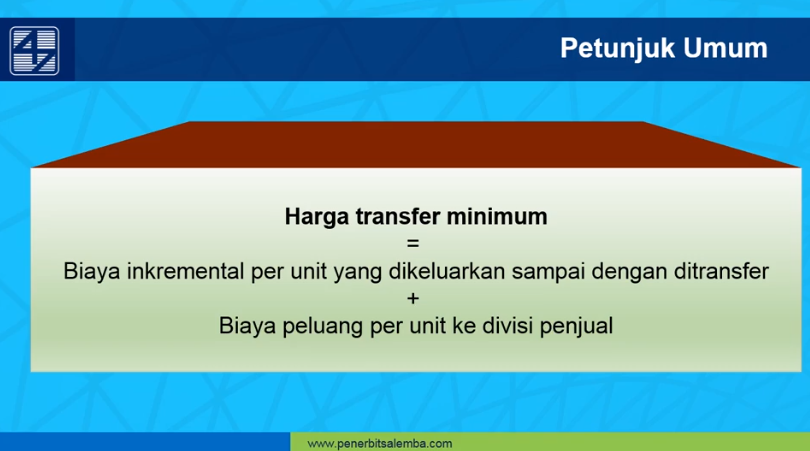 Petunjuk Umum
Harga transfer minimum
=
Biaya inkremental per unit yang dikeluarkan sampai dengan ditransfer
+
Biaya peluang per unit ke divisi penjual
www.penerbitsalemba.com